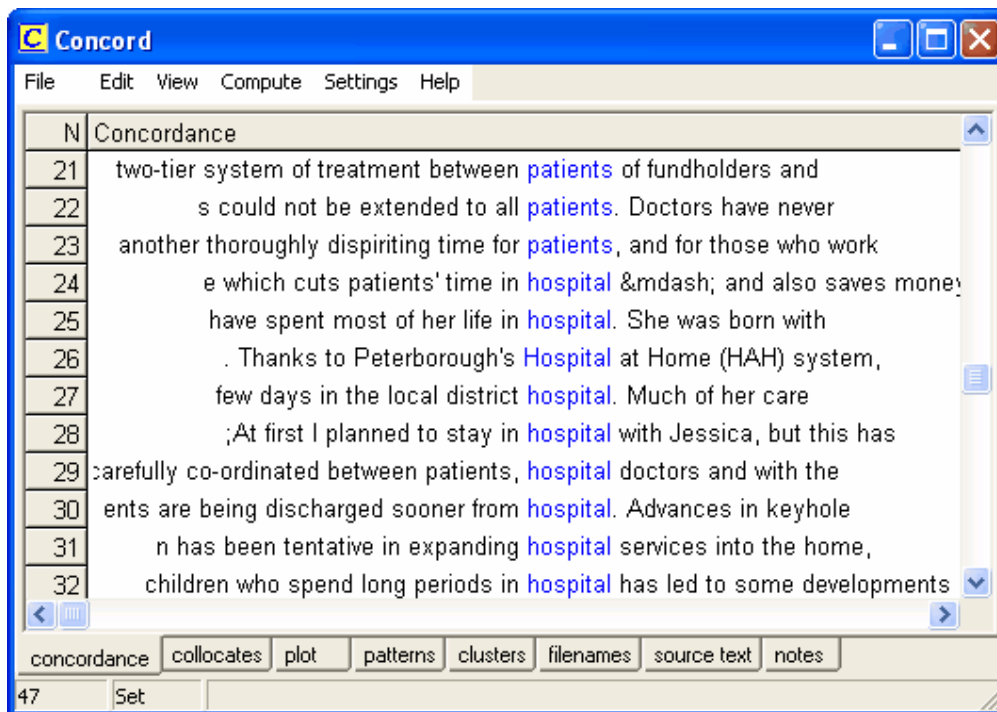 C Concord
File Edit View Compute Settings Help
N Concordance
21 two-tier system of treatment between patients of fundholders and
22 s could not be extended to all patients. Doctors have never
23 another thoroughly dispiriting time for patients, and for those who work
24 e which cuts patients' time in hospital &mdash; and also saves money
25 have spent most of her life in hospital. She was born with
26 . Thanks to Peterborough's Hospital at Home (HAH) system,
27 few days in the local district hospital. Much of her care
28 ;At first I planned to stay in hospital with Jessica, but this has
29 carefully co-ordinated between patients, hospital doctors and with the
30 ents are being discharged sooner from hospital. Advances in keyhole
31 n has been tentative in expanding hospital services into the home,
32 children who spend long periods in hospital has led to some developments
concordance collocates plot patterns clusters filenames source text notes
47 Set